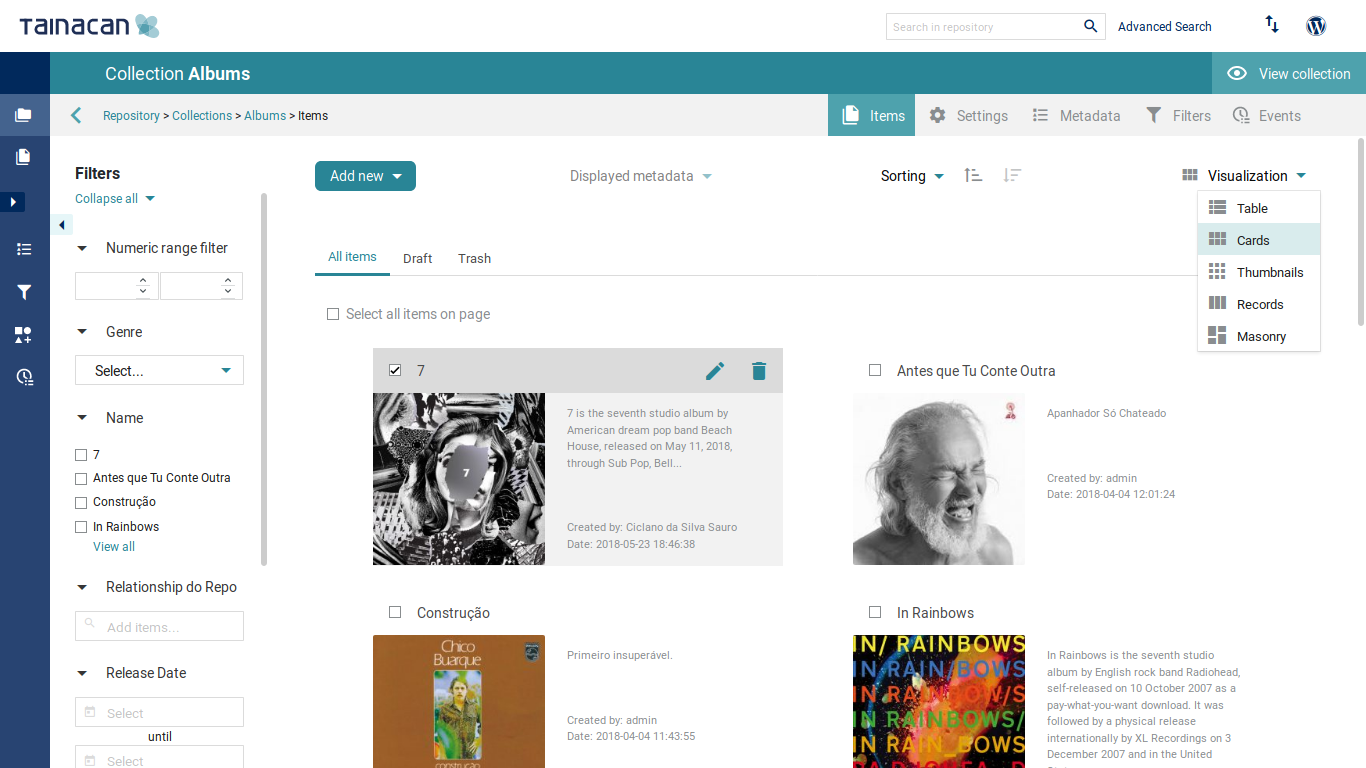 TAINACAN
Search in repository
Advanced Search
Collection Albums
View collection
Repository > Collections > Albums > Items
Items
Settings
Metadata
Filters
Events
Filters
Collapse all
Numeric range filter
Genre
Select...
Name
7
Antes que Tu Conte Outra
Construção
In Rainbows
View all
Relationship do Repo
Add items...
Release Date
Select
until
Select
Add new
Displayed metadata
Sorting
Visualization
Table
Cards
Thumbnails
Records
Masonry
All items
Draft
Trash
Select all items on page
7
7
7 is the seventh studio album by
American dream pop band Beach
House, released on May 11, 2018,
through Sub Pop, Bell...
Created by: Ciclano da Silva Sauro
Date: 2018-05-23 18:46:38
Antes que Tu Conte Outra
Apanhador Só Chateado
Created by: admin
Date: 2018-04-04 12:01:24
Construção
Chico
Buarque
construção
Primeiro insuperável.
Created by: admin
Date: 2018-04-04 11:43:55
In Rainbows
IN/ RAINBOWS
IN RAIN/BOWS
IN RAINBOW/S
IN RAINBOWS/
IN RAIN_BOWS
In Rainbows is the seventh studio
album by English rock band Radiohead,
self-released on 10 October 2007 as a
pay-what-you-want download. It was
followed by a physical release
internationally by XL Recordings on 3
December 2007 and in the United